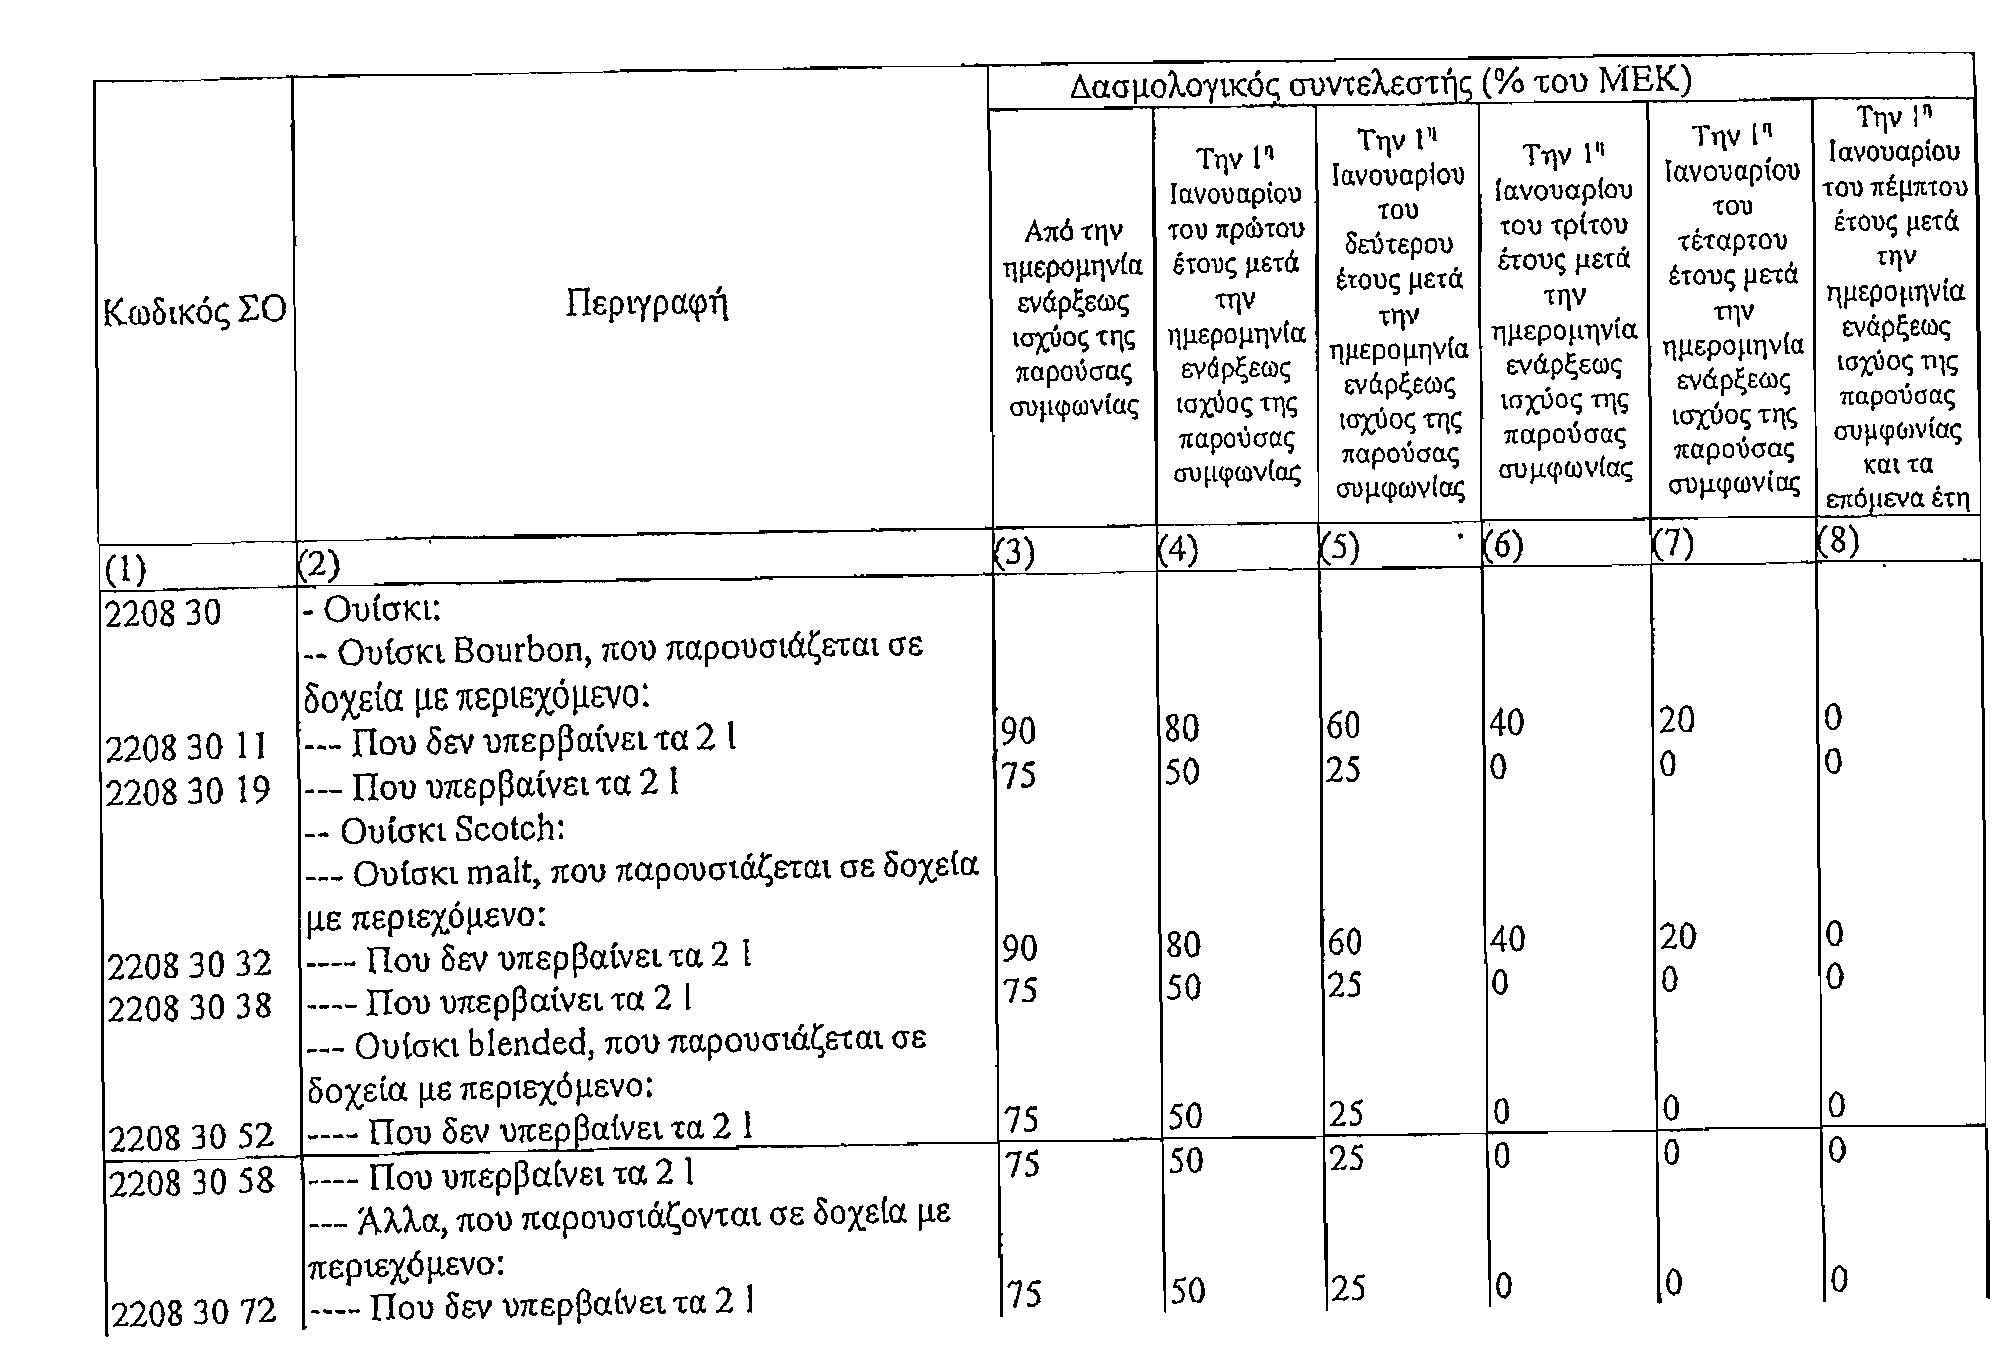 Δασμολογικός συντελεστής (% του ΜΕΚ)
Κωδικός ΣΟ
Περιγραφή
Από την
ημερομηνία
ενάρξεως
ισχύος της
παρούσας
συμφωνίας
Την 1η
Ιανουαρίου
του πρώτου
έτους μετά
την
ημερομηνία
ενάρξεως
ισχύος της
παρούσας
συμφωνίας
Την 1η
Ιανουαρίου
του
δεύτερου
έτους μετά
την
ημερομηνία
ενάρξεως
ισχύος της
παρούσας
συμφωνίας
Την 1η
Ιανουαρίου
του τρίτου
έτους μετά
την
ημερομηνία
ενάρξεως
ισχύος της
παρούσας
συμφωνίας
Την 1η
Ιανουαρίου
του
τέταρτου
έτους μετά
την
ημερομηνία
ενάρξεως
ισχύος της
παρούσας
συμφωνίας
Την 1η
Ιανουαρίου
του πέμπτου
έτους μετά
την
ημερομηνία
ενάρξεως
ισχύος της
παρούσας
συμφωνίας
και τα
επόμενα έτη
(1) (2) (3) (4) (5) (6) (7) (8)
2208 30 - Ουίσκι:
-- Ουίσκι Bourbon, που παρουσιάζεται σε
δοχεία με περιεχόμενο:
2208 30 11 --- Που δεν υπερβαίνει τα 2 l 90 80 60 40 20 0
2208 30 19 --- Που υπερβαίνει τα 2 l 75 50 25 0 0 0
-- Ουίσκι Scotch:
--- Ουίσκι malt, που παρουσιάζεται σε δοχεία
με περιεχόμενο:
2208 30 32 ---- Που δεν υπερβαίνει τα 2 l 90 80 60 40 20 0
2208 30 38 ---- Που υπερβαίνει τα 2 l 75 50 25 0 0 0
--- Ουίσκι blended, που παρουσιάζεται σε
δοχεία με περιεχόμενο:
2208 30 52 ---- Που δεν υπερβαίνει τα 2 l 75 50 25 0 0 0
2208 30 58 ---- Που υπερβαίνει τα 2 l 75 50 25 0 0 0
--- Άλλα, που παρουσιάζονται σε δοχεία με
περιεχόμενο:
2208 30 72 ---- Που δεν υπερβαίνει τα 2 l 75 50 25 0 0 0